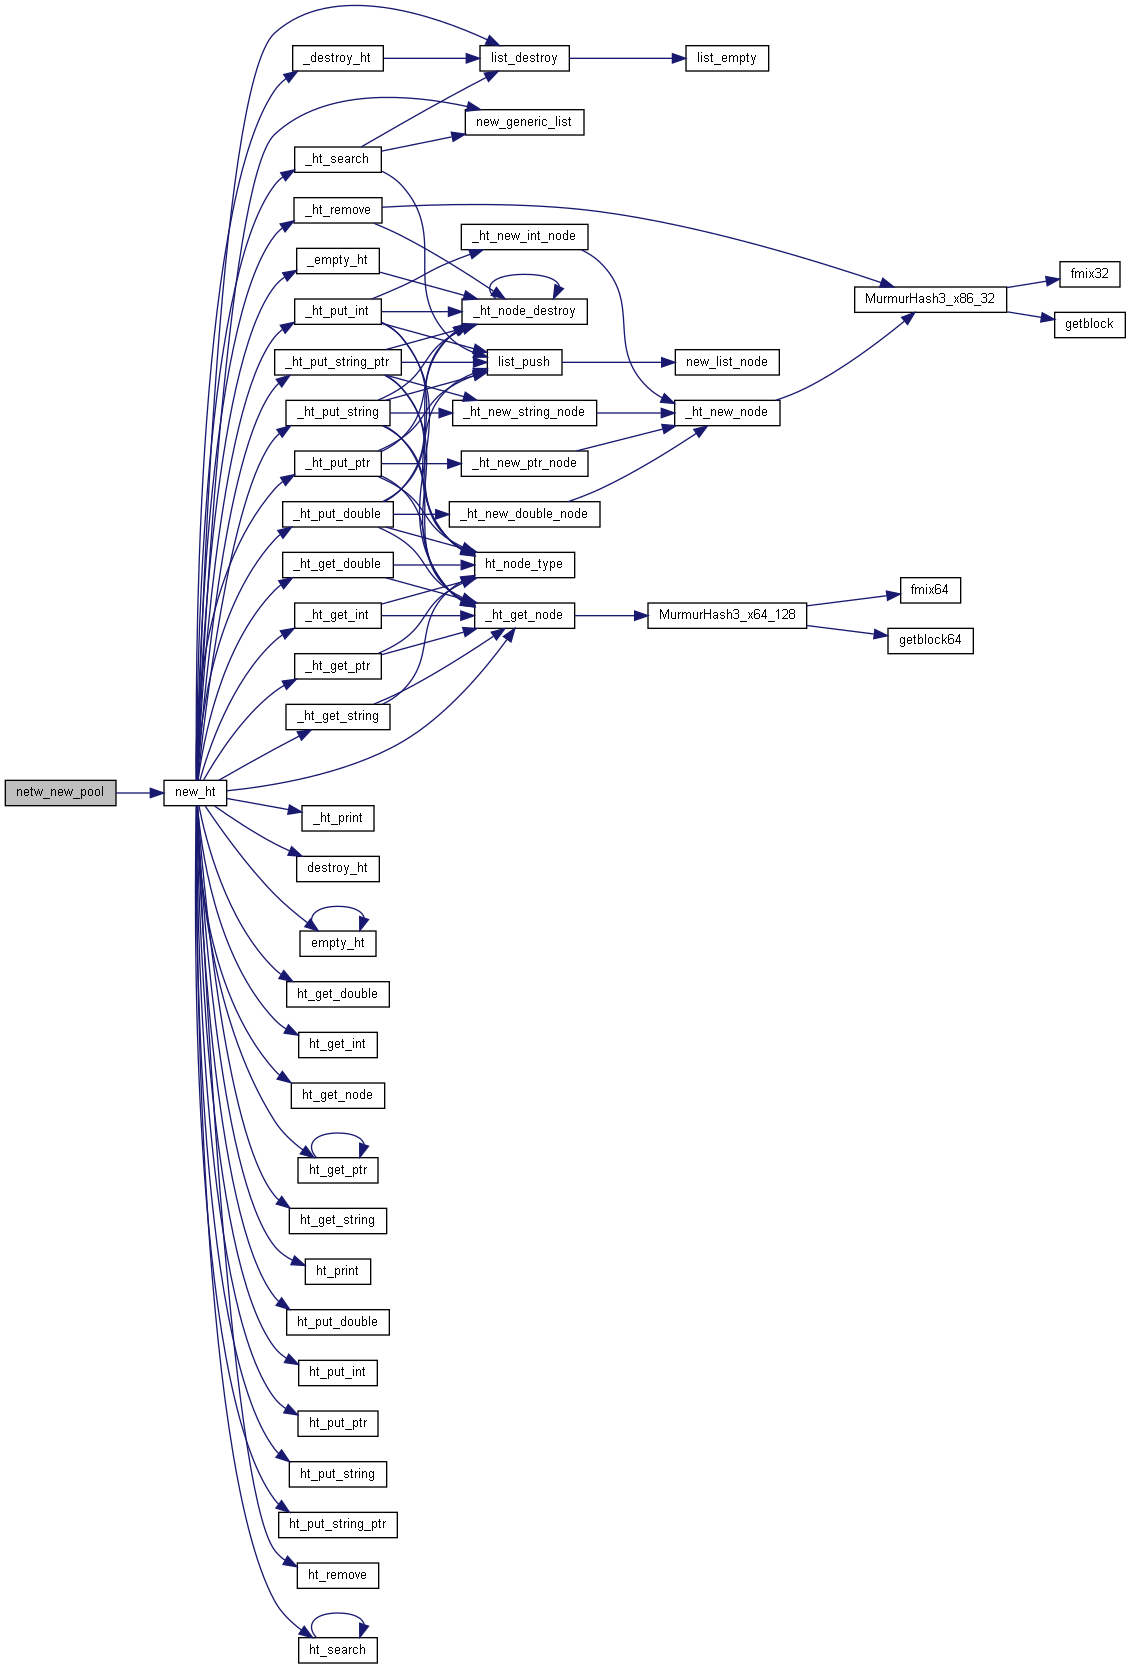 _destroy_ht
list_destroy
list_empty
new_generic_list
_ht_search
_ht_remove
_ht_new_int_node
_empty_ht
fmix32
MurmurHash3_x86_32
_ht_put_int
_ht_node_destroy
getblock
_ht_put_string_ptr
list_push
new_list_node
_ht_put_string
_ht_new_string_node
_ht_new_node
_ht_put_ptr
_ht_new_ptr_node
_ht_put_double
_ht_new_double_node
_ht_get_double
ht_node_type
fmix64
_ht_get_int
_ht_get_node
MurmurHash3_x64_128
getblock64
_ht_get_ptr
_ht_get_string
netw_new_pool
new_ht
_ht_print
destroy_ht
empty_ht
ht_get_double
ht_get_int
ht_get_node
ht_get_ptr
ht_get_string
ht_print
ht_put_double
ht_put_int
ht_put_ptr
ht_put_string
ht_put_string_ptr
ht_remove
ht_search